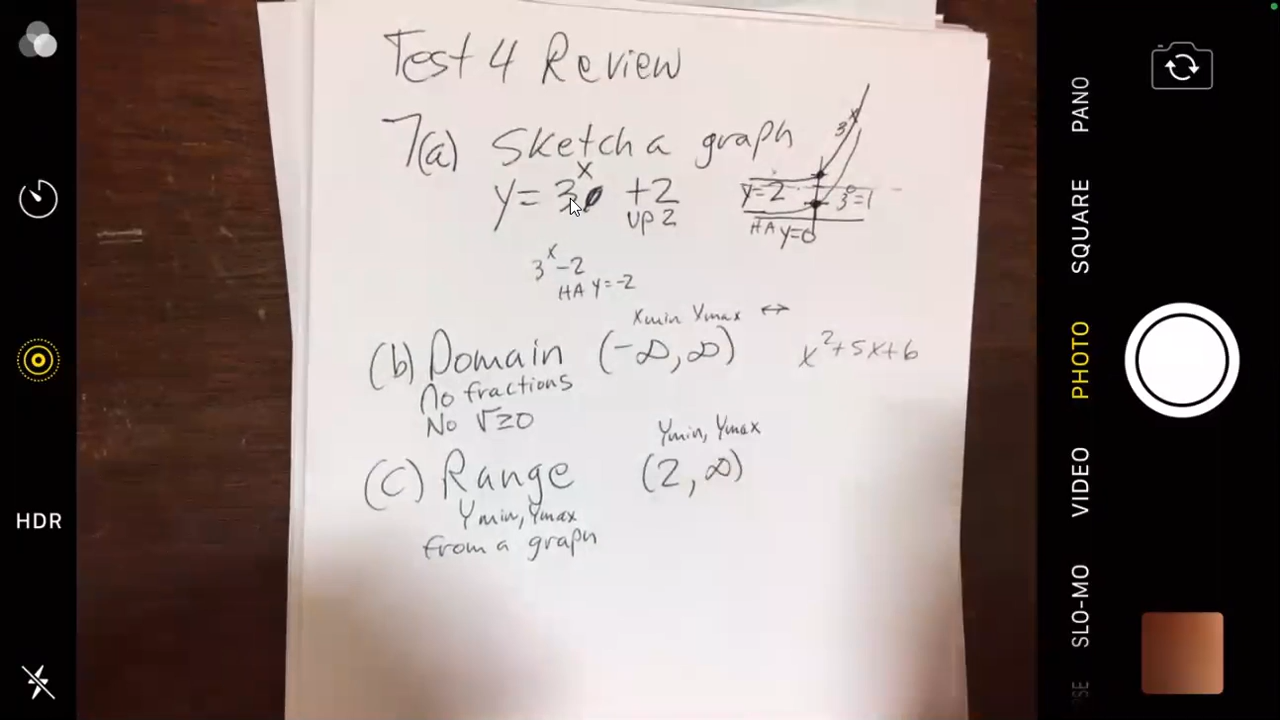 Test 4 Review
7(a) Sketch a graph
y = 3^x +2
up 2
3^x
y=2
3^0=1
HA y=0
3^x -2
HA y=-2
Xmin Ymax ↔
(b) Domain (-∞, ∞)
x^2+5x+6
No fractions
No √≥0
Ymin, Ymax
(c) Range (2, ∞)
Ymin, Ymax
from a graph
HDR
PANO
SQUARE
PHOTO
VIDEO
SLO-MO